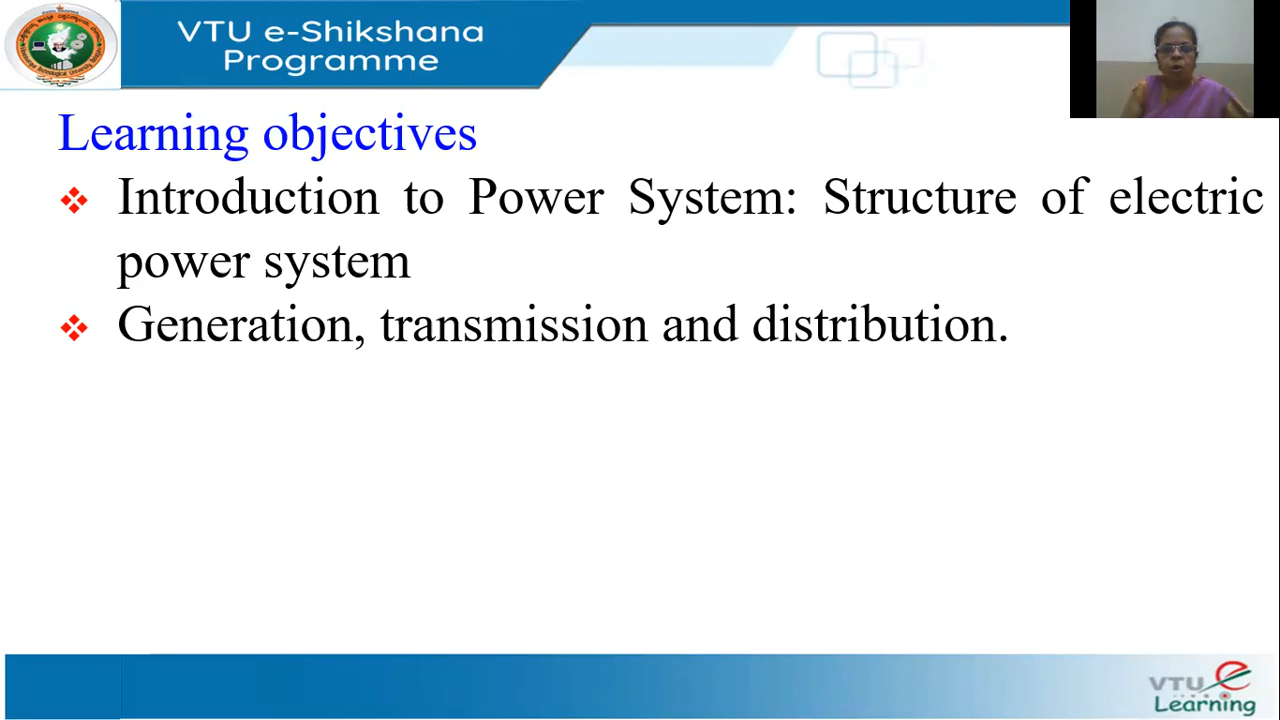 VTU e-Shikshana
Programme
Learning objectives
❖ Introduction to Power System: Structure of electric
power system
❖ Generation, transmission and distribution.
VTU e
Learning